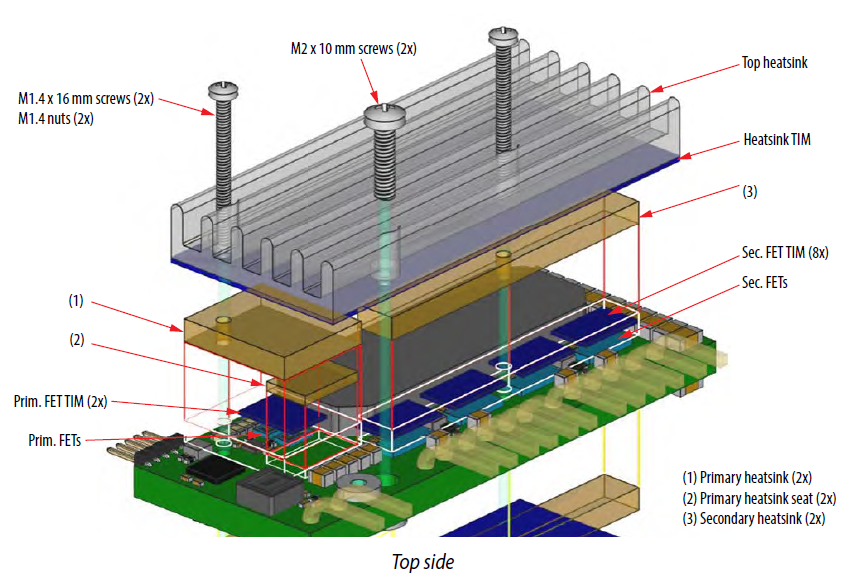 M2 x 10 mm screws (2x)
Top heatsink
M1.4 x 16 mm screws (2x)
M1.4 nuts (2x)
Heatsink TIM
(3)
Sec. FET TIM (8x)
Sec. FETs
(1)
(2)
Prim. FET TIM (2x)
Prim. FETs
(1) Primary heatsink (2x)
(2) Primary heatsink seat (2x)
(3) Secondary heatsink (2x)
Top side